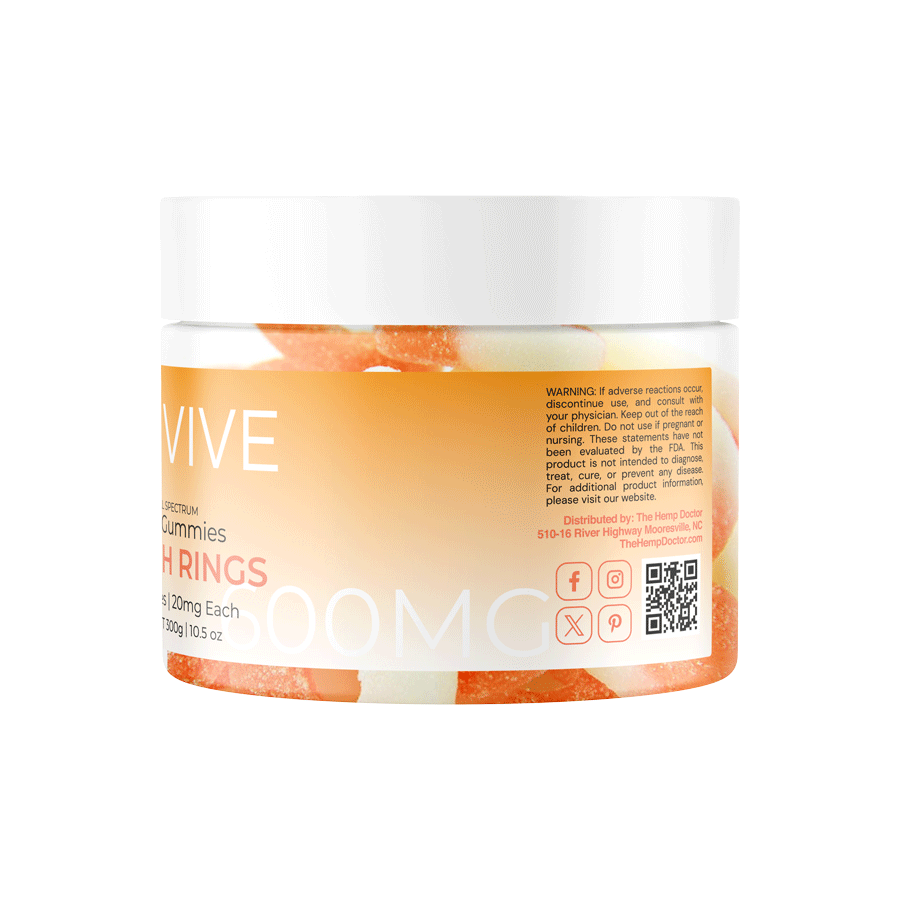 VIVE
SPECTRUM
Gummies
H RINGS
es | 20mg Each
T 300g | 10.5 oz
600MG
WARNING: If adverse reactions occur,
discontinue use, and consult with
your physician. Keep out of the reach
of children. Do not use if pregnant or
nursing. These statements have not
been evaluated by the FDA. This
product is not intended to diagnose,
treat, cure, or prevent any disease.
For additional product information,
please visit our website.
Distributed by: The Hemp Doctor
510-16 River Highway Mooresville, NC
TheHempDoctor.com